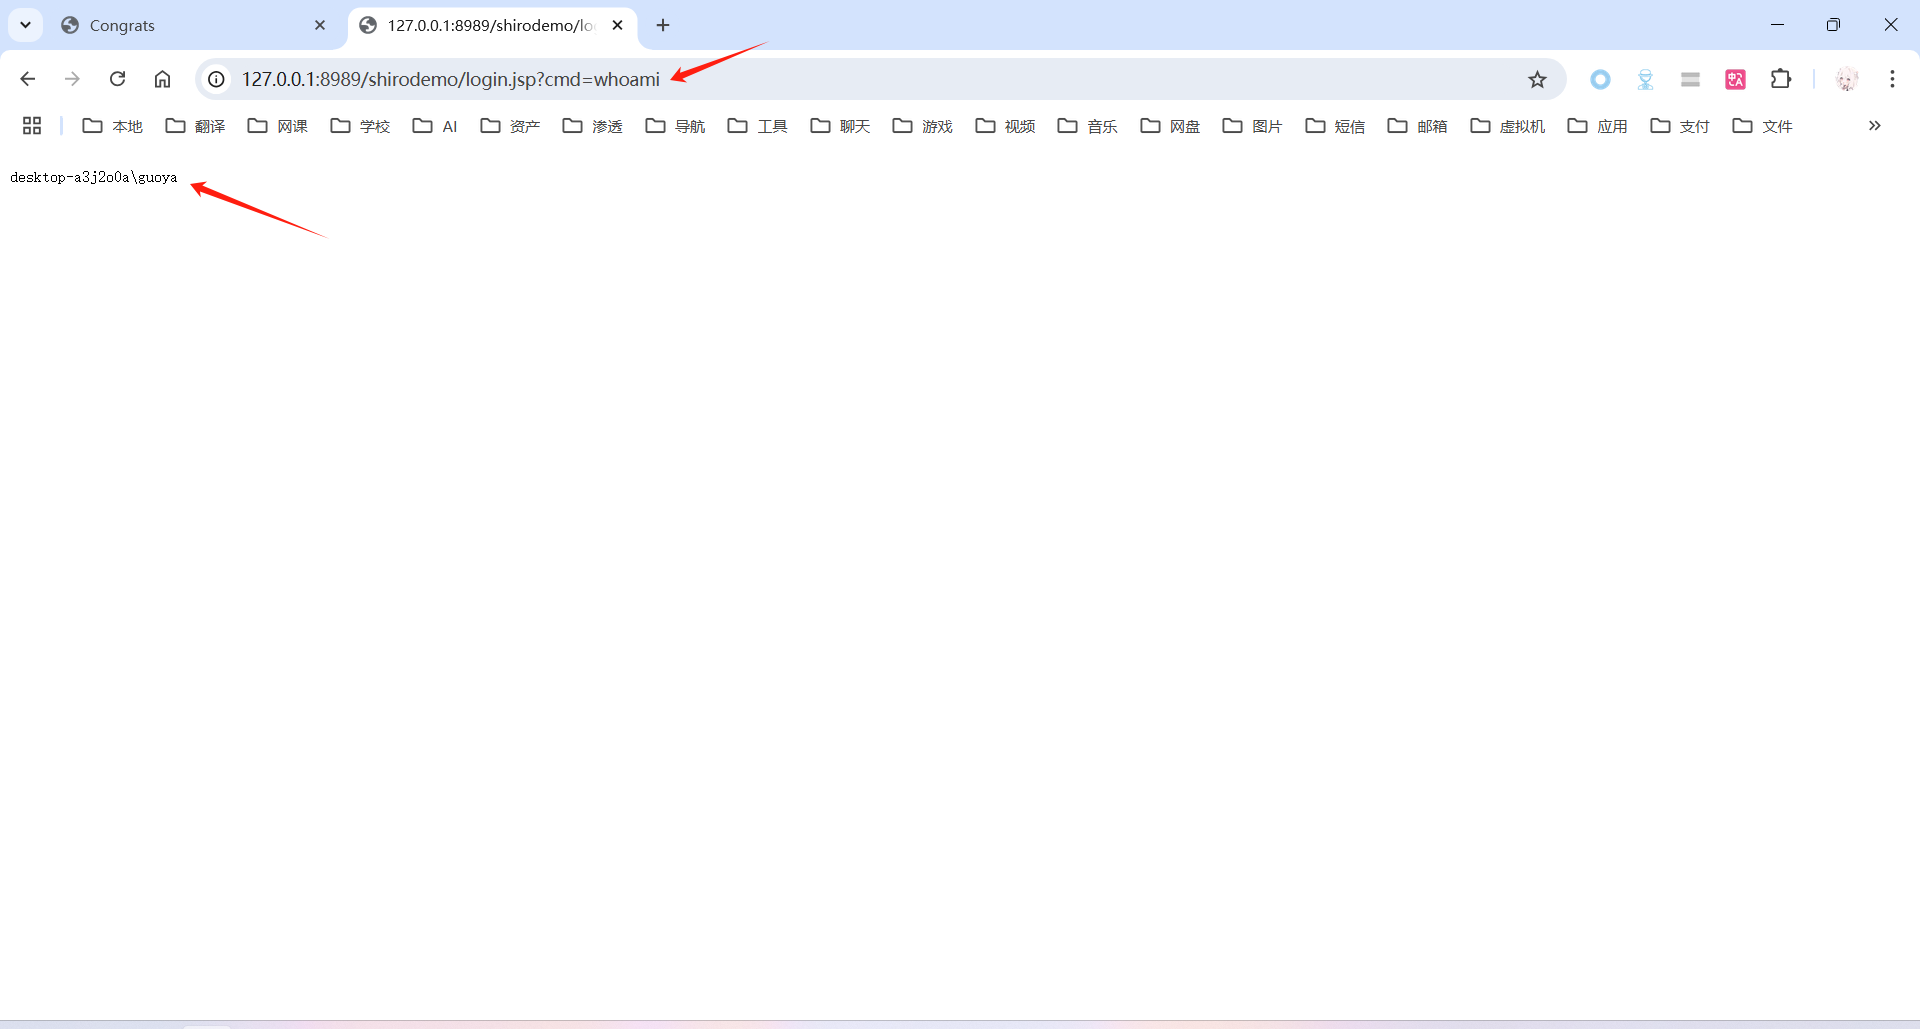 Congrats
127.0.0.1:8989/shirodemo/lo
127.0.0.1:8989/shirodemo/login.jsp?cmd=whoami
本地 翻译 网课 学校 AI 资产 渗透 导航 工具 聊天 游戏 视频 音乐 网盘 图片 短信 邮箱 虚拟机 应用 支付 文件
desktop-a3j2o0a\guoya